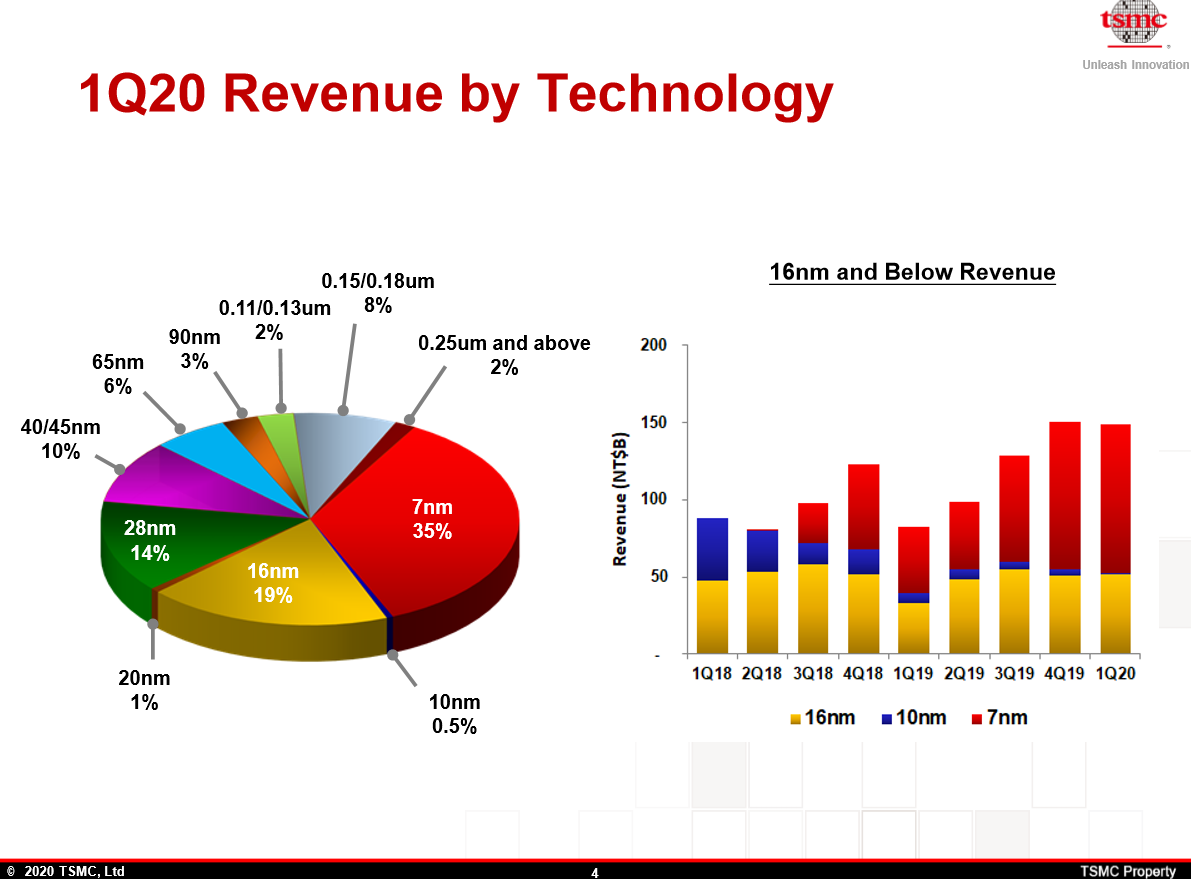 tsmc
®
Unleash Innovation
1Q20 Revenue by Technology
0.15/0.18um
8%
0.11/0.13um
2%
90nm
3%
0.25um and above
2%
65nm
6%
40/45nm
10%
7nm
35%
28nm
14%
16nm
19%
20nm
1%
10nm
0.5%
16nm and Below Revenue
Revenue (NT$B)
200
150
100
50
-
1Q18 2Q18 3Q18 4Q18 1Q19 2Q19 3Q19 4Q19 1Q20
16nm 10nm 7nm
© 2020 TSMC, Ltd
4
TSMC Property